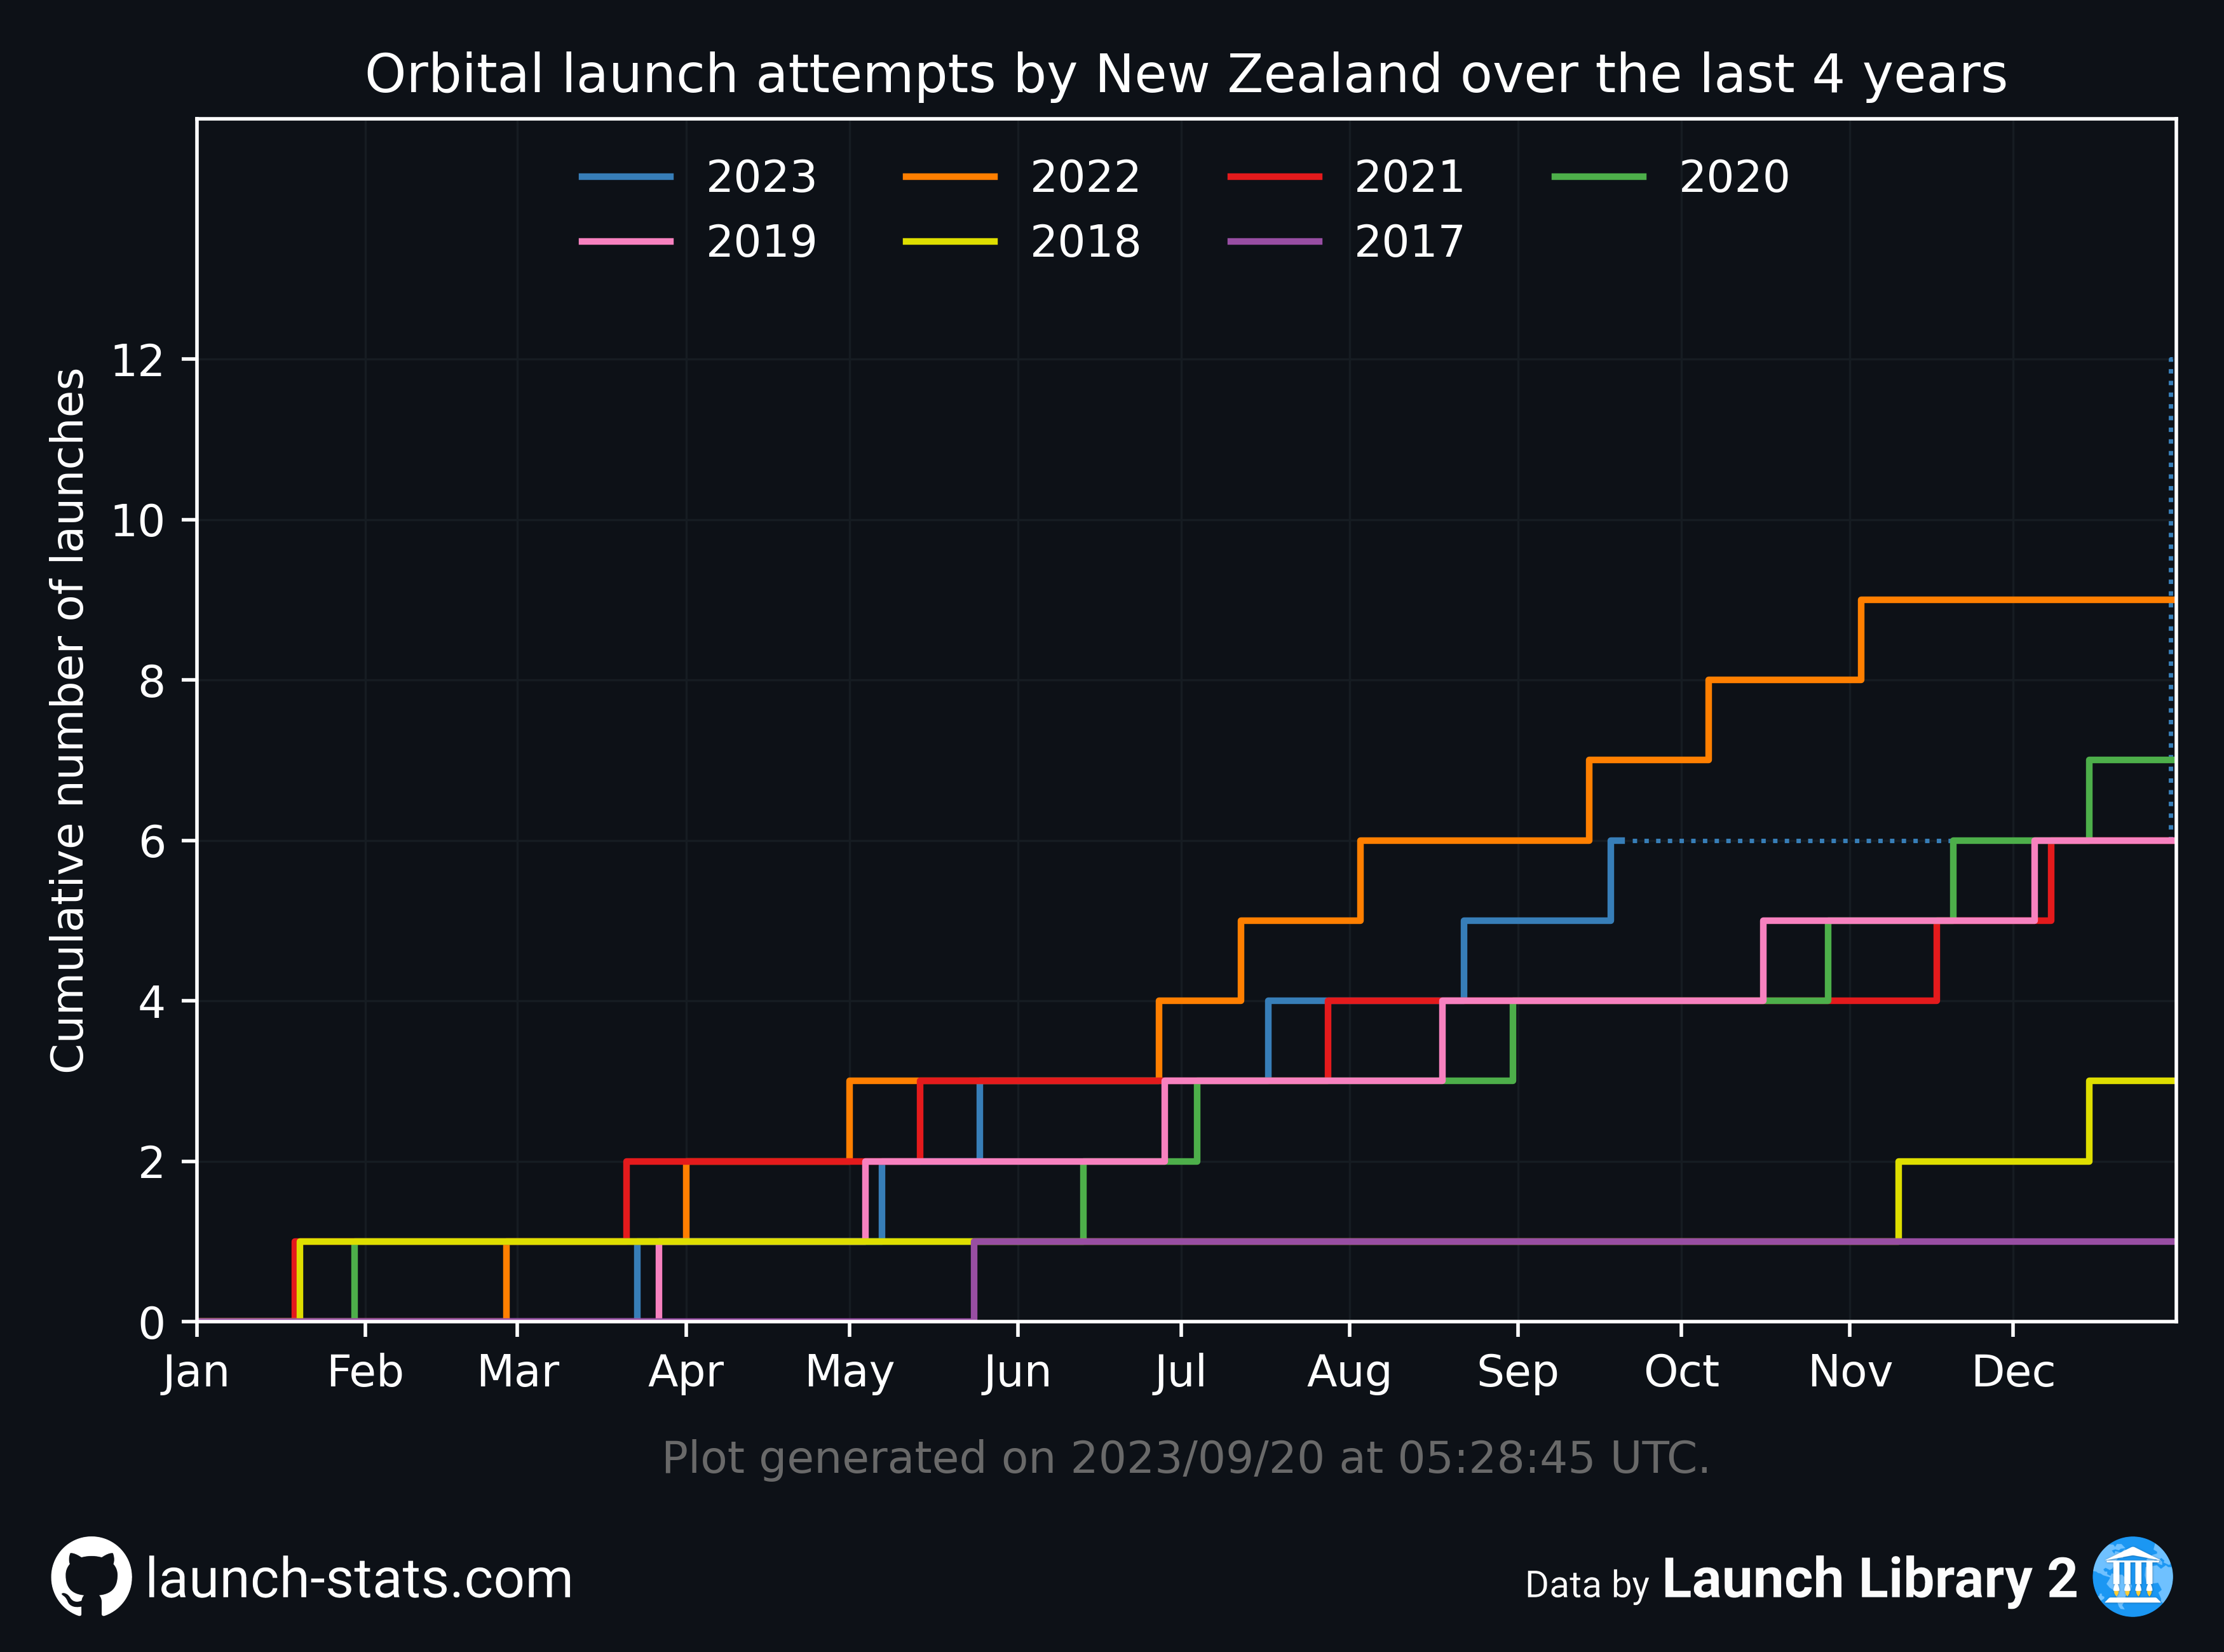 Orbital launch attempts by New Zealand over the last 4 years
2023 2022 2021 2020
2019 2018 2017
Cumulative number of launches
12
10
8
6
4
2
0
Jan Feb Mar Apr May Jun Jul Aug Sep Oct Nov Dec
Plot generated on 2023/09/20 at 05:28:45 UTC.
launch-stats.com
Data by Launch Library 2